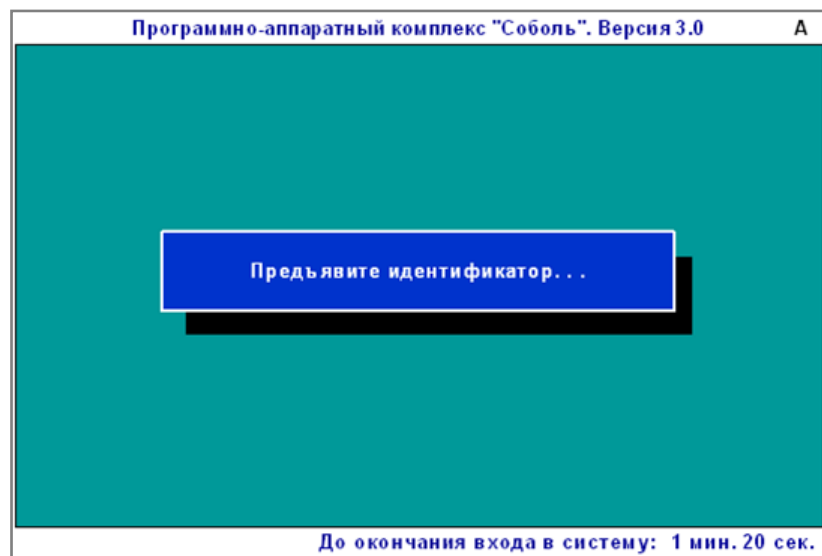 Программно-аппаратный комплекс "Соболь". Версия 3.0 А
Предъявите идентификатор...
До окончания входа в систему: 1 мин. 20 сек.